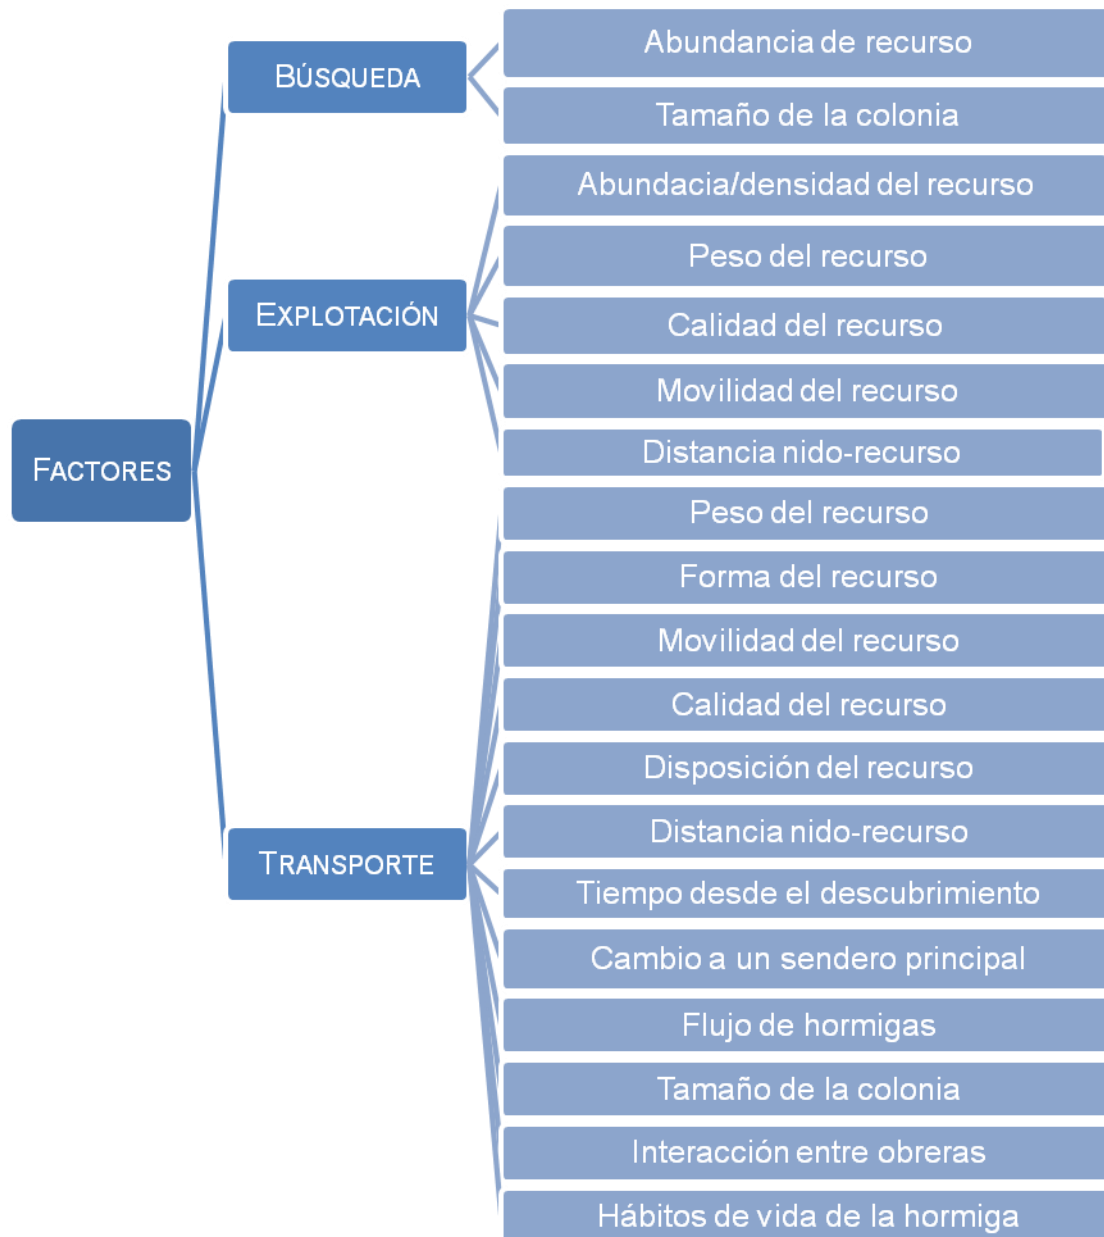 FACTORES
BÚSQUEDA
Abundancia de recurso
Tamaño de la colonia
EXPLOTACIÓN
Abundacia/densidad del recurso
Peso del recurso
Calidad del recurso
Movilidad del recurso
Distancia nido-recurso
TRANSPORTE
Peso del recurso
Forma del recurso
Movilidad del recurso
Calidad del recurso
Disposición del recurso
Distancia nido-recurso
Tiempo desde el descubrimiento
Cambio a un sendero principal
Flujo de hormigas
Tamaño de la colonia
Interacción entre obreras
Hábitos de vida de la hormiga